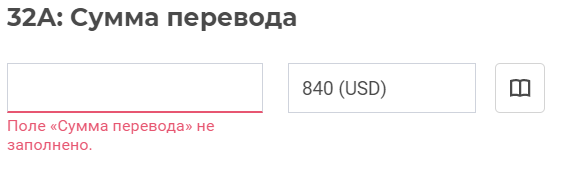 32A: Сумма перевода
840 (USD)
Поле «Сумма перевода» не
заполнено.